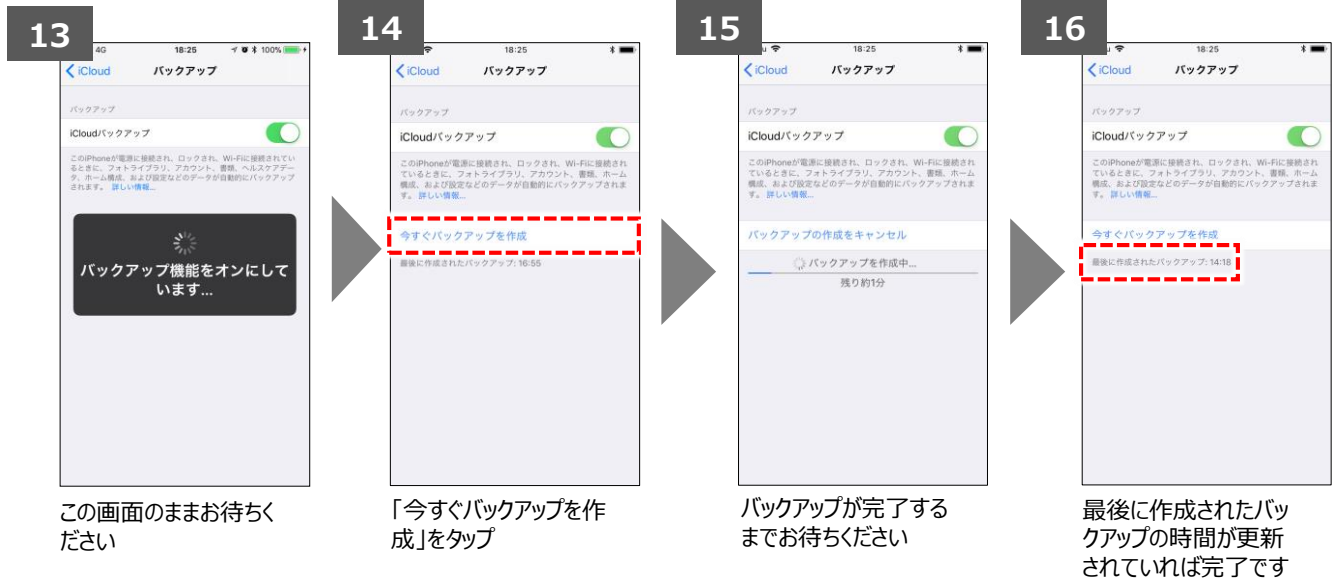 13
4G 18:25 100%
iCloud バックアップ
バックアップ
iCloudバックアップ
このiPhoneが電源に接続され、ロックされ、Wi-Fiに接続されてい
るときに、フォトライブラリ、アカウント、書類、ヘルスケアデー
タ、ホーム構成、および設定などのデータが自動的にバックアップ
されます。 詳しい情報...
バックアップ機能をオンにして
います...
この画面のままお待ちく
ださい
14
18:25
iCloud バックアップ
バックアップ
iCloudバックアップ
このiPhoneが電源に接続され、ロックされ、Wi-Fiに接続され
ているときに、フォトライブラリ、アカウント、書類、ホーム
構成、および設定などのデータが自動的にバックアップされま
す。 詳しい情報...
今すぐバックアップを作成
最後に作成されたバックアップ: 16:55
「今すぐバックアップを作
成」をタップ
15
u 18:25
iCloud バックアップ
バックアップ
iCloudバックアップ
このiPhoneが電源に接続され、ロックされ、Wi-Fiに接続され
ているときに、フォトライブラリ、アカウント、書類、ホーム
構成、および設定などのデータが自動的にバックアップされま
す。 詳しい情報...
バックアップの作成をキャンセル
バックアップを作成中...
残り約1分
バックアップが完了する
までお待ちください
16
u 18:25
iCloud バックアップ
バックアップ
iCloudバックアップ
このiPhoneが電源に接続され、ロックされ、Wi-Fiに接続され
ているときに、フォトライブラリ、アカウント、書類、ホーム
構成、および設定などのデータが自動的にバックアップされま
す。 詳しい情報...
今すぐバックアップを作成
最後に作成されたバックアップ: 14:18
最後に作成されたバッ
クアップの時間が更新
されていれば完了です